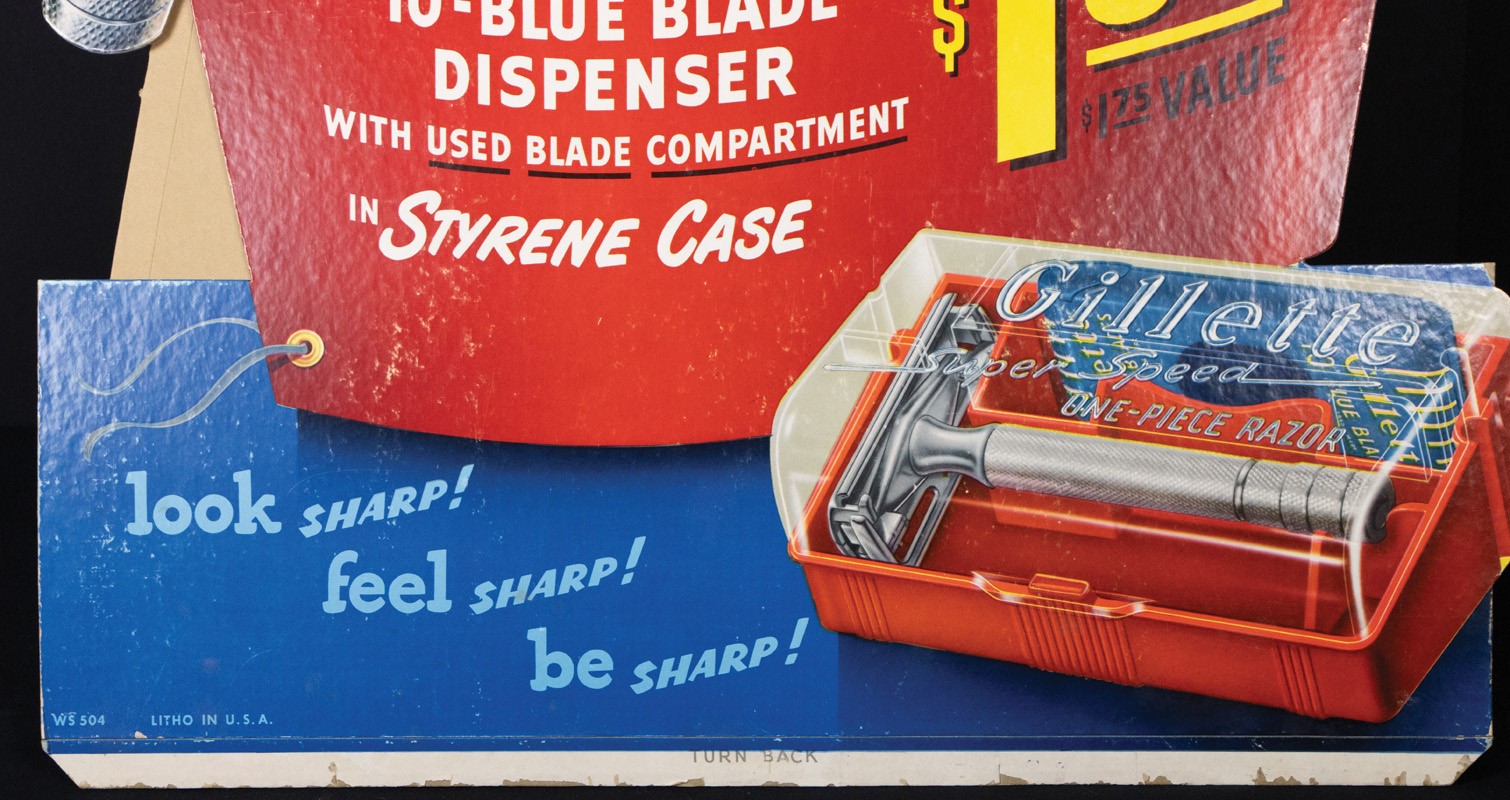 10-BLUE BLADE
DISPENSER
WITH USED BLADE COMPARTMENT
IN STYRENE CASE
$1
$1.75 VALUE
Gillette
Super Speed
ONE-PIECE RAZOR
look SHARP!
feel SHARP!
be SHARP!
WS 504 LITHO IN U.S.A.
TURN BACK